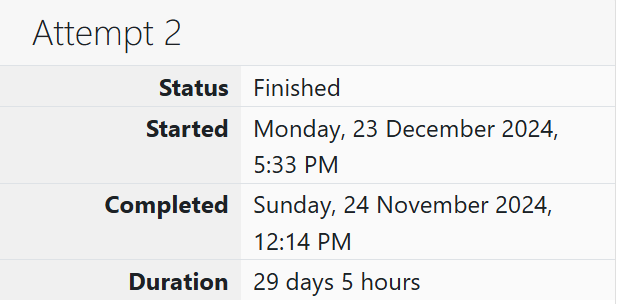 Attempt 2
Status Finished
Started Monday, 23 December 2024,
5:33 PM
Completed Sunday, 24 November 2024,
12:14 PM
Duration 29 days 5 hours